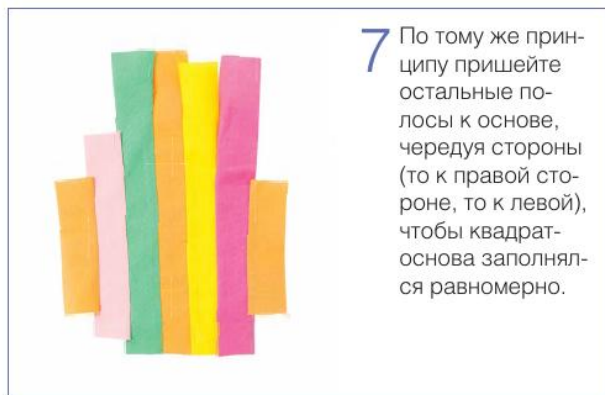 7 По тому же прин-
ципу пришейте
остальные по-
лосы к основе,
чередуя стороны
(то к правой сто-
роне, то к левой),
чтобы квадрат-
основа заполнял-
ся равномерно.